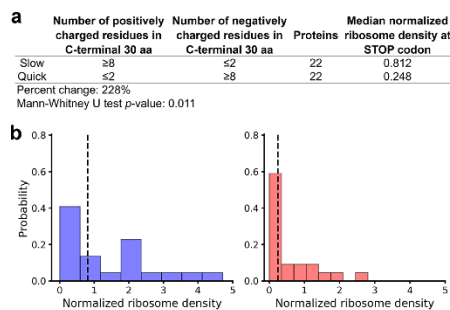 a
Number of positively charged residues in C-terminal 30 aa
Number of negatively charged residues in C-terminal 30 aa
Proteins
Median normalized ribosome density at STOP codon
Slow ≥8 ≤2 22 0.812
Quick ≤2 ≥8 22 0.248
Percent change: 228%
Mann-Whitney U test p-value: 0.011
b
Probability
0.8
0.6
0.4
0.2
0.0
0 1 2 3 4 5
Normalized ribosome density
0.8
0.6
0.4
0.2
0.0
0 1 2 3 4 5
Normalized ribosome density